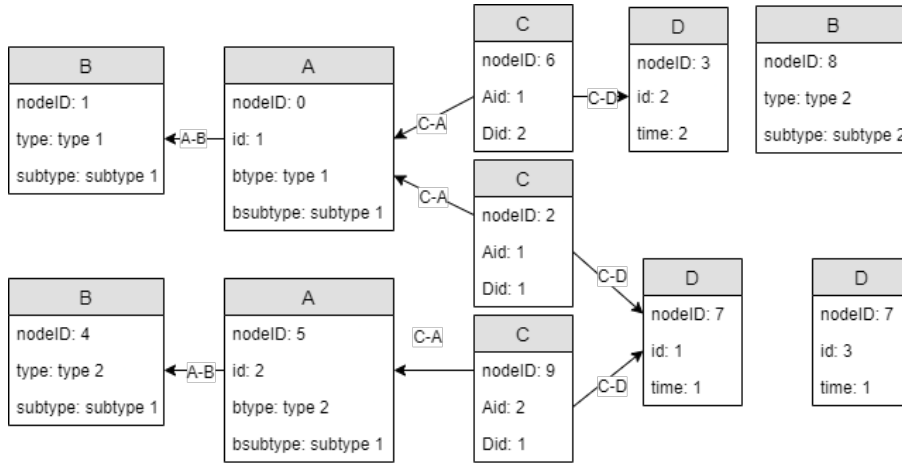 B
nodeID: 1
type: type 1
subtype: subtype 1
A-B
A
nodeID: 0
id: 1
btype: type 1
bsubtype: subtype 1
C-A
C-A
C
nodeID: 6
Aid: 1
Did: 2
C-D
D
nodeID: 3
id: 2
time: 2
B
nodeID: 8
type: type 2
subtype: subtype 2
C
nodeID: 2
Aid: 1
Did: 1
C-D
B
nodeID: 4
type: type 2
subtype: subtype 1
A-B
A
nodeID: 5
id: 2
btype: type 2
bsubtype: subtype 1
C-A
C
nodeID: 9
Aid: 2
Did: 1
C-D
D
nodeID: 7
id: 1
time: 1
D
nodeID: 7
id: 3
time: 1